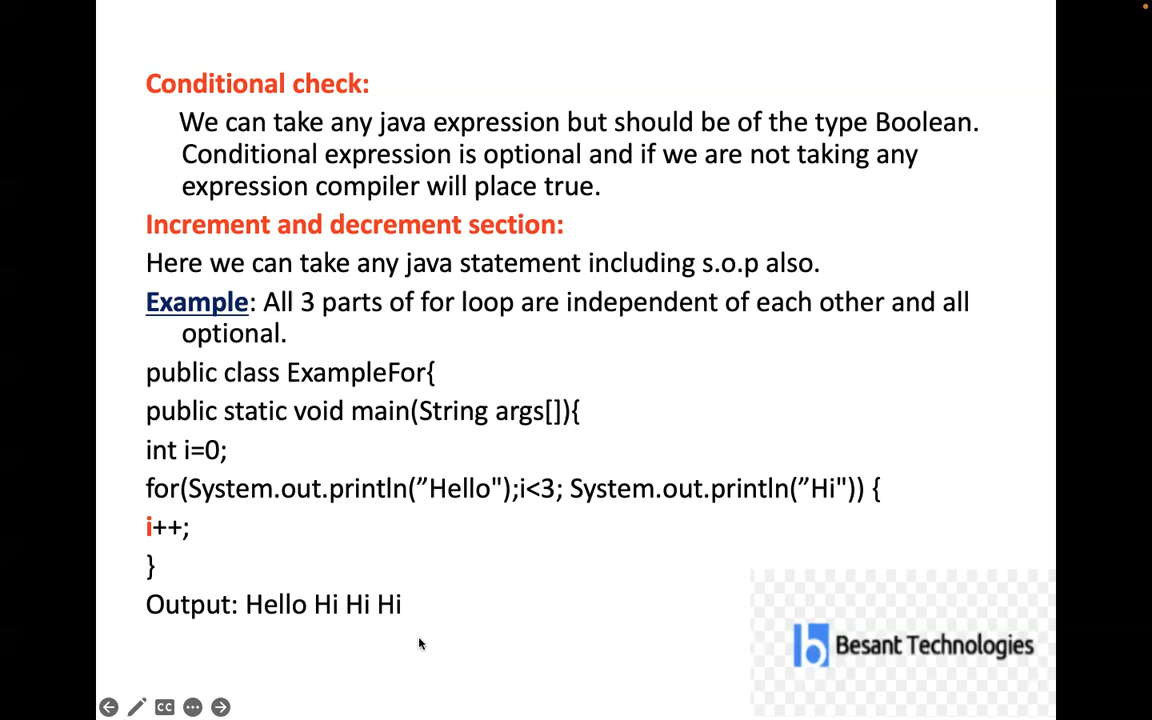 Conditional check:
We can take any java expression but should be of the type Boolean.
Conditional expression is optional and if we are not taking any
expression compiler will place true.
Increment and decrement section:
Here we can take any java statement including s.o.p also.
Example: All 3 parts of for loop are independent of each other and all
optional.
public class ExampleFor{
public static void main(String args[]){
int i=0;
for(System.out.println(”Hello");i<3; System.out.println(”Hi")) {
i++;
}
Output: Hello Hi Hi Hi
b Besant Technologies
CC